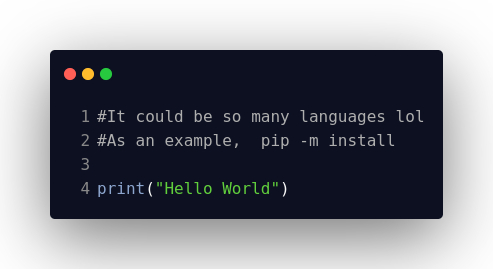 1 #It could be so many languages lol
2 #As an example,  pip -m install
3
4 print("Hello World")